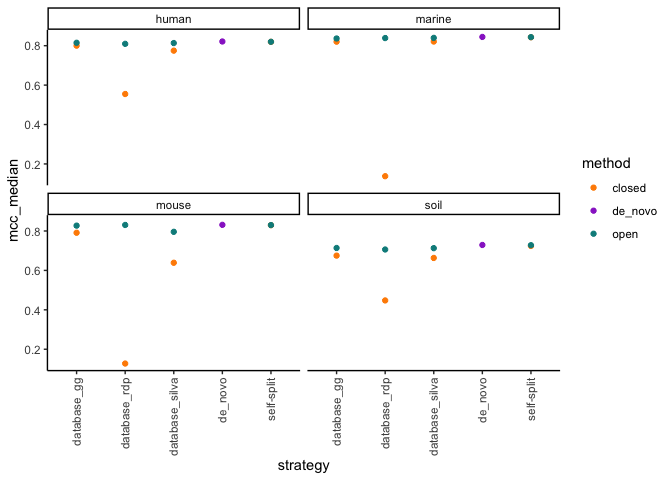 human
marine
0.8
0.6
0.4
0.2
mouse
soil
0.8
0.6
0.4
0.2
mcc_median
database_gg
database_rdp
database_silva
de_novo
self-split
database_gg
database_rdp
database_silva
de_novo
self-split
strategy
method
closed
de_novo
open